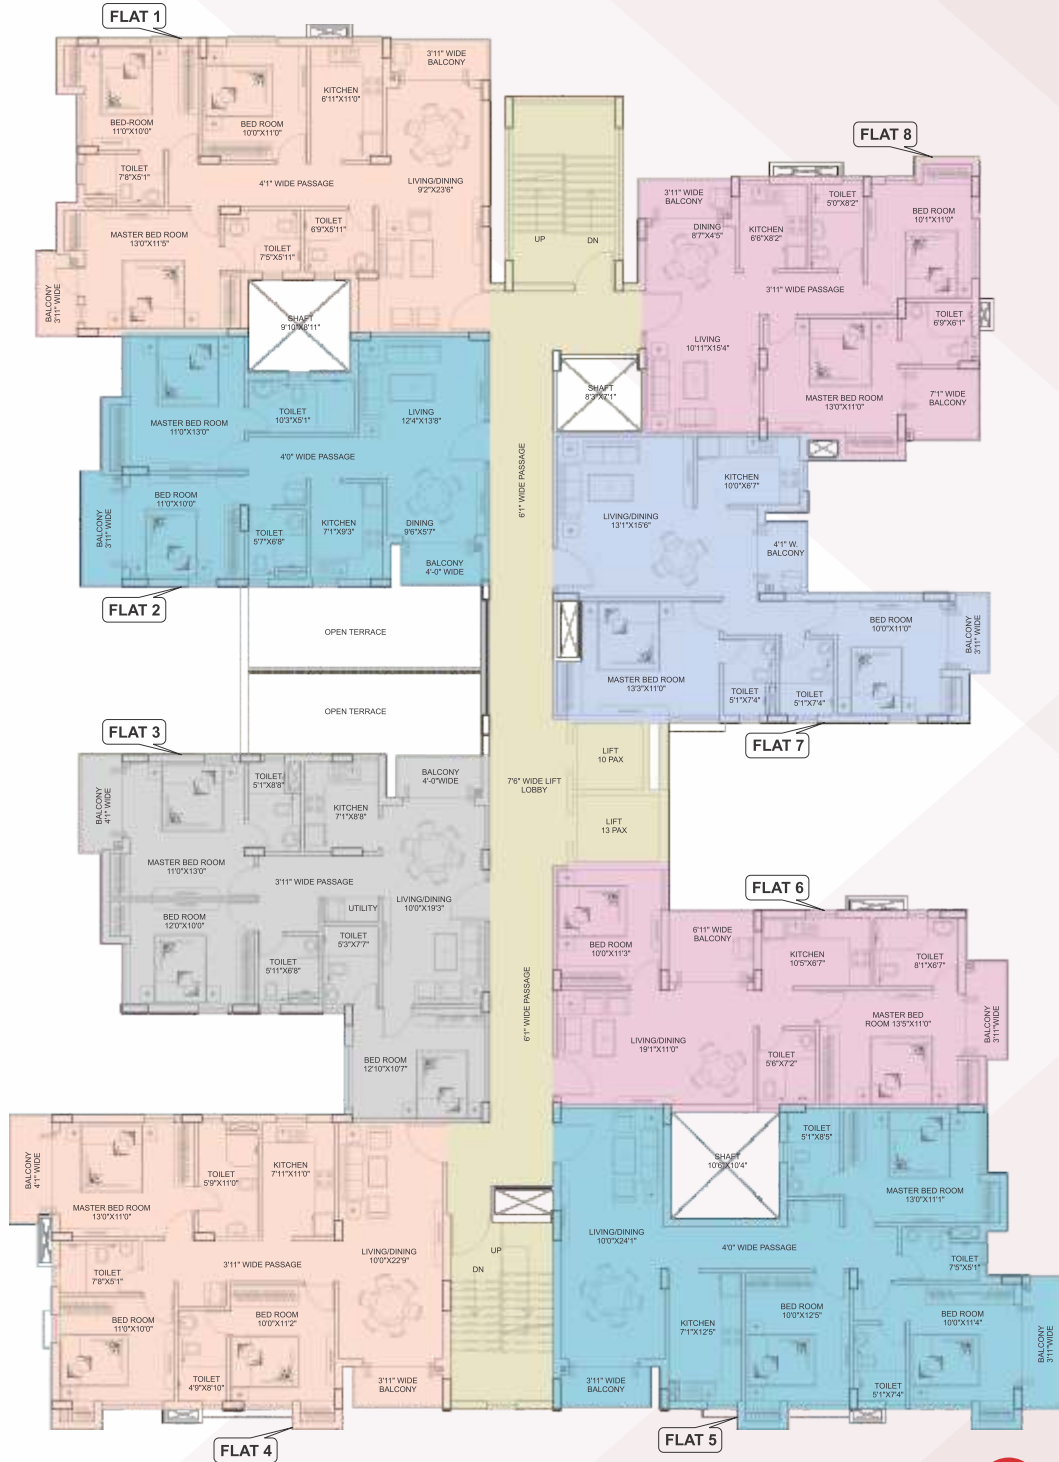 FLAT 1
3'11" WIDE
BALCONY
KITCHEN
6'11"X11'0"
BED-ROOM
11'0"X10'0"
BED ROOM
10'0"X11'0"
TOILET
7'8"X5'1"
4'1" WIDE PASSAGE
LIVING/DINING
9'2"X23'6"
MASTER BED ROOM
13'0"X11'5"
TOILET
6'9"X5'11"
TOILET
7'5"X5'11"
BALCONY
3'11" WIDE
SHAFT
9'10"X8'11"
UP
DN
FLAT 8
3'11" WIDE
BALCONY
TOILET
5'0"X8'2"
DINING
8'7"X4'5"
KITCHEN
6'6"X8'2"
BED ROOM
10'1"X11'0"
3'11" WIDE PASSAGE
TOILET
6'9"X6'1"
LIVING
10'11"X15'4"
MASTER BED ROOM
13'0"X11'0"
7'1" WIDE
BALCONY
SHAFT
8'3"X7'1"
MASTER BED ROOM
11'0"X13'0"
TOILET
10'3"X5'1"
LIVING
12'4"X13'8"
4'0" WIDE PASSAGE
BED ROOM
11'0"X10'0"
BALCONY
3'11" WIDE
TOILET
5'7"X6'8"
KITCHEN
7'1"X9'3"
DINING
9'6"X5'7"
BALCONY
4'-0" WIDE
FLAT 2
6'1" WIDE PASSAGE
KITCHEN
10'0"X6'7"
LIVING/DINING
13'1"X15'6"
4'1" W.
BALCONY
BED ROOM
10'0"X11'0"
BALCONY
3'11" WIDE
MASTER BED ROOM
13'3"X11'0"
TOILET
5'1"X7'4"
TOILET
5'1"X7'4"
FLAT 7
OPEN TERRACE
OPEN TERRACE
FLAT 3
LIFT
10 PAX
7'6" WIDE LIFT
LOBBY
LIFT
13 PAX
TOILET
5'1"X8'8"
BALCONY
4'-0"WIDE
BALCONY
4'1" WIDE
KITCHEN
7'1"X8'8"
MASTER BED ROOM
11'0"X13'0"
3'11" WIDE PASSAGE
LIVING/DINING
10'0"X19'3"
UTILITY
BED ROOM
12'0"X10'0"
TOILET
5'3"X7'7"
TOILET
5'11"X6'8"
BED ROOM
12'10"X10'7"
6'1" WIDE PASSAGE
FLAT 6
BED ROOM
10'0"X11'3"
6'11" WIDE
BALCONY
KITCHEN
10'5"X6'7"
TOILET
8'1"X6'7"
MASTER BED
ROOM 13'5"X11'0"
BALCONY
3'11"WIDE
LIVING/DINING
19'1"X11'0"
TOILET
5'6"X7'2"
BALCONY
4'1" WIDE
TOILET
5'9"X11'0"
KITCHEN
7'11"X11'0"
MASTER BED ROOM
13'0"X11'0"
LIVING/DINING
10'0"X22'9"
3'11" WIDE PASSAGE
TOILET
7'8"X5'1"
BED ROOM
11'0"X10'0"
BED ROOM
10'0"X11'2"
TOILET
4'9"X8'10"
3'11" WIDE
BALCONY
FLAT 4
UP
DN
TOILET
5'1"X8'5"
SHAFT
10'6"X10'4"
MASTER BED ROOM
13'0"X11'1"
LIVING/DINING
10'0"X24'1"
4'0" WIDE PASSAGE
TOILET
7'5"X5'1"
KITCHEN
7'1"X12'5"
BED ROOM
10'0"X12'5"
BED ROOM
10'0"X11'4"
BALCONY
3'11"WIDE
3'11" WIDE
BALCONY
TOILET
5'1"X7'4"
FLAT 5